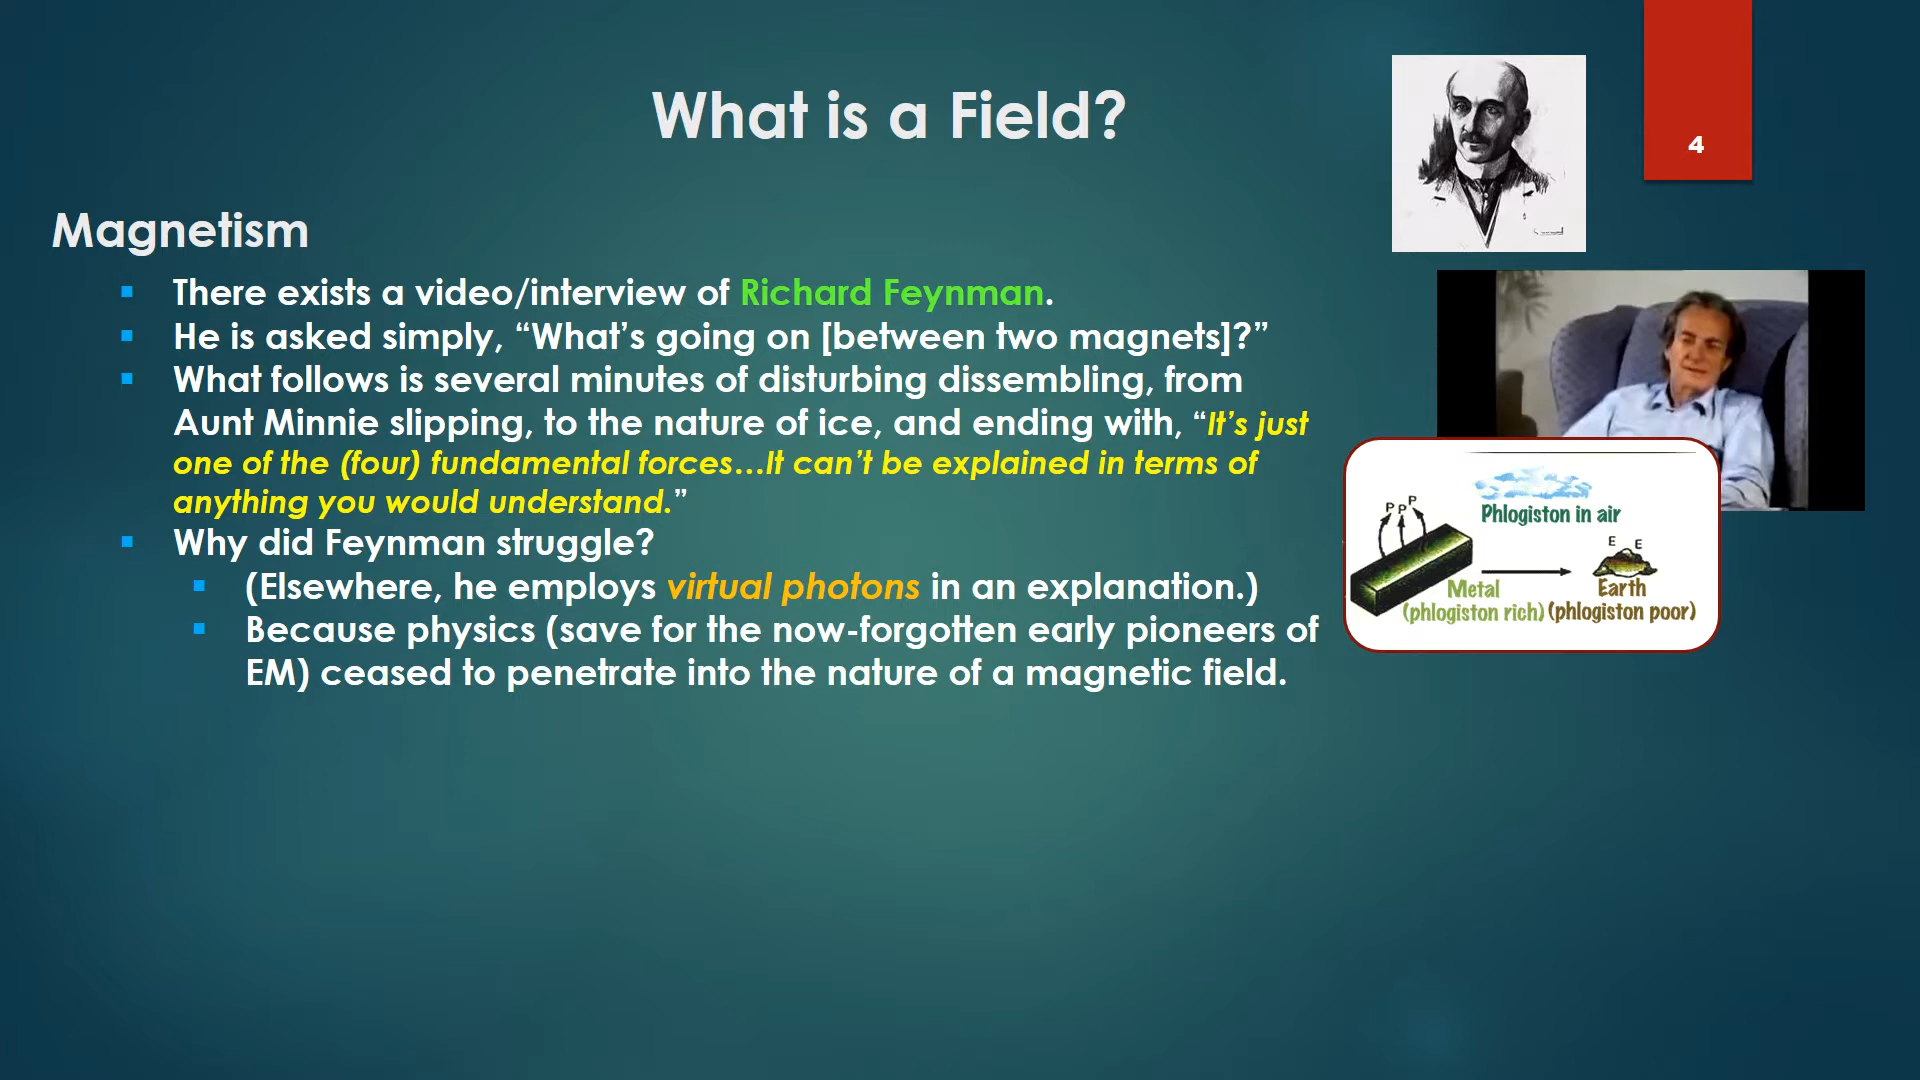 What is a Field?
4
Magnetism
There exists a video/interview of Richard Feynman.
He is asked simply, “What’s going on [between two magnets]?”
What follows is several minutes of disturbing dissembling, from
Aunt Minnie slipping, to the nature of ice, and ending with, “It’s just
one of the (four) fundamental forces...It can’t be explained in terms of
anything you would understand.”
Why did Feynman struggle?
(Elsewhere, he employs virtual photons in an explanation.)
Because physics (save for the now-forgotten early pioneers of
EM) ceased to penetrate into the nature of a magnetic field.
P P P
Phlogiston in air
E E
Metal
(phlogiston rich)
Earth
(phlogiston poor)